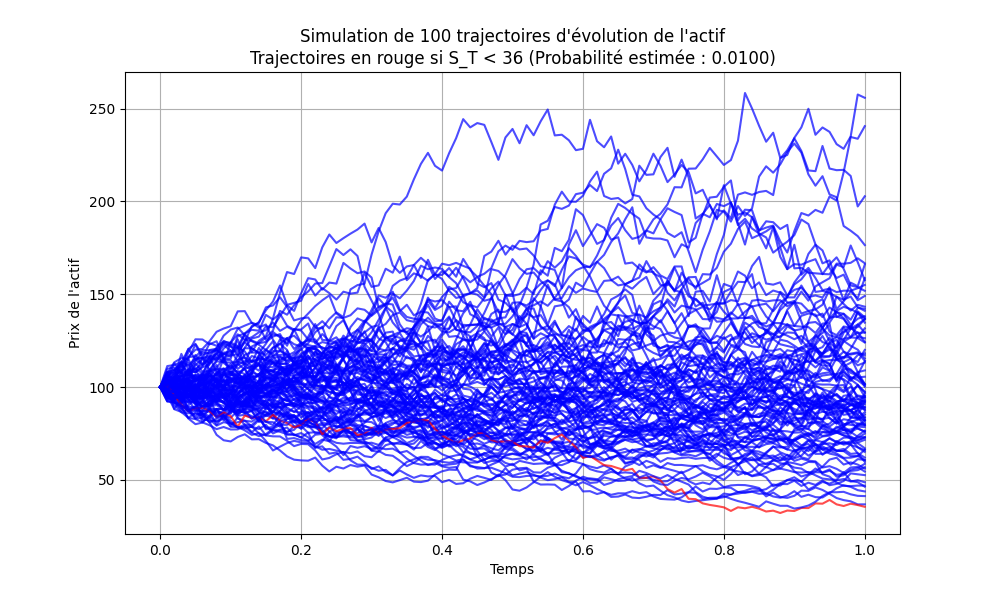 Simulation de 100 trajectoires d'évolution de l'actif
Trajectoires en rouge si S_T < 36 (Probabilité estimée : 0.0100)
Prix de l'actif
250
200
150
100
50
0.0
0.2
0.4
0.6
0.8
1.0
Temps